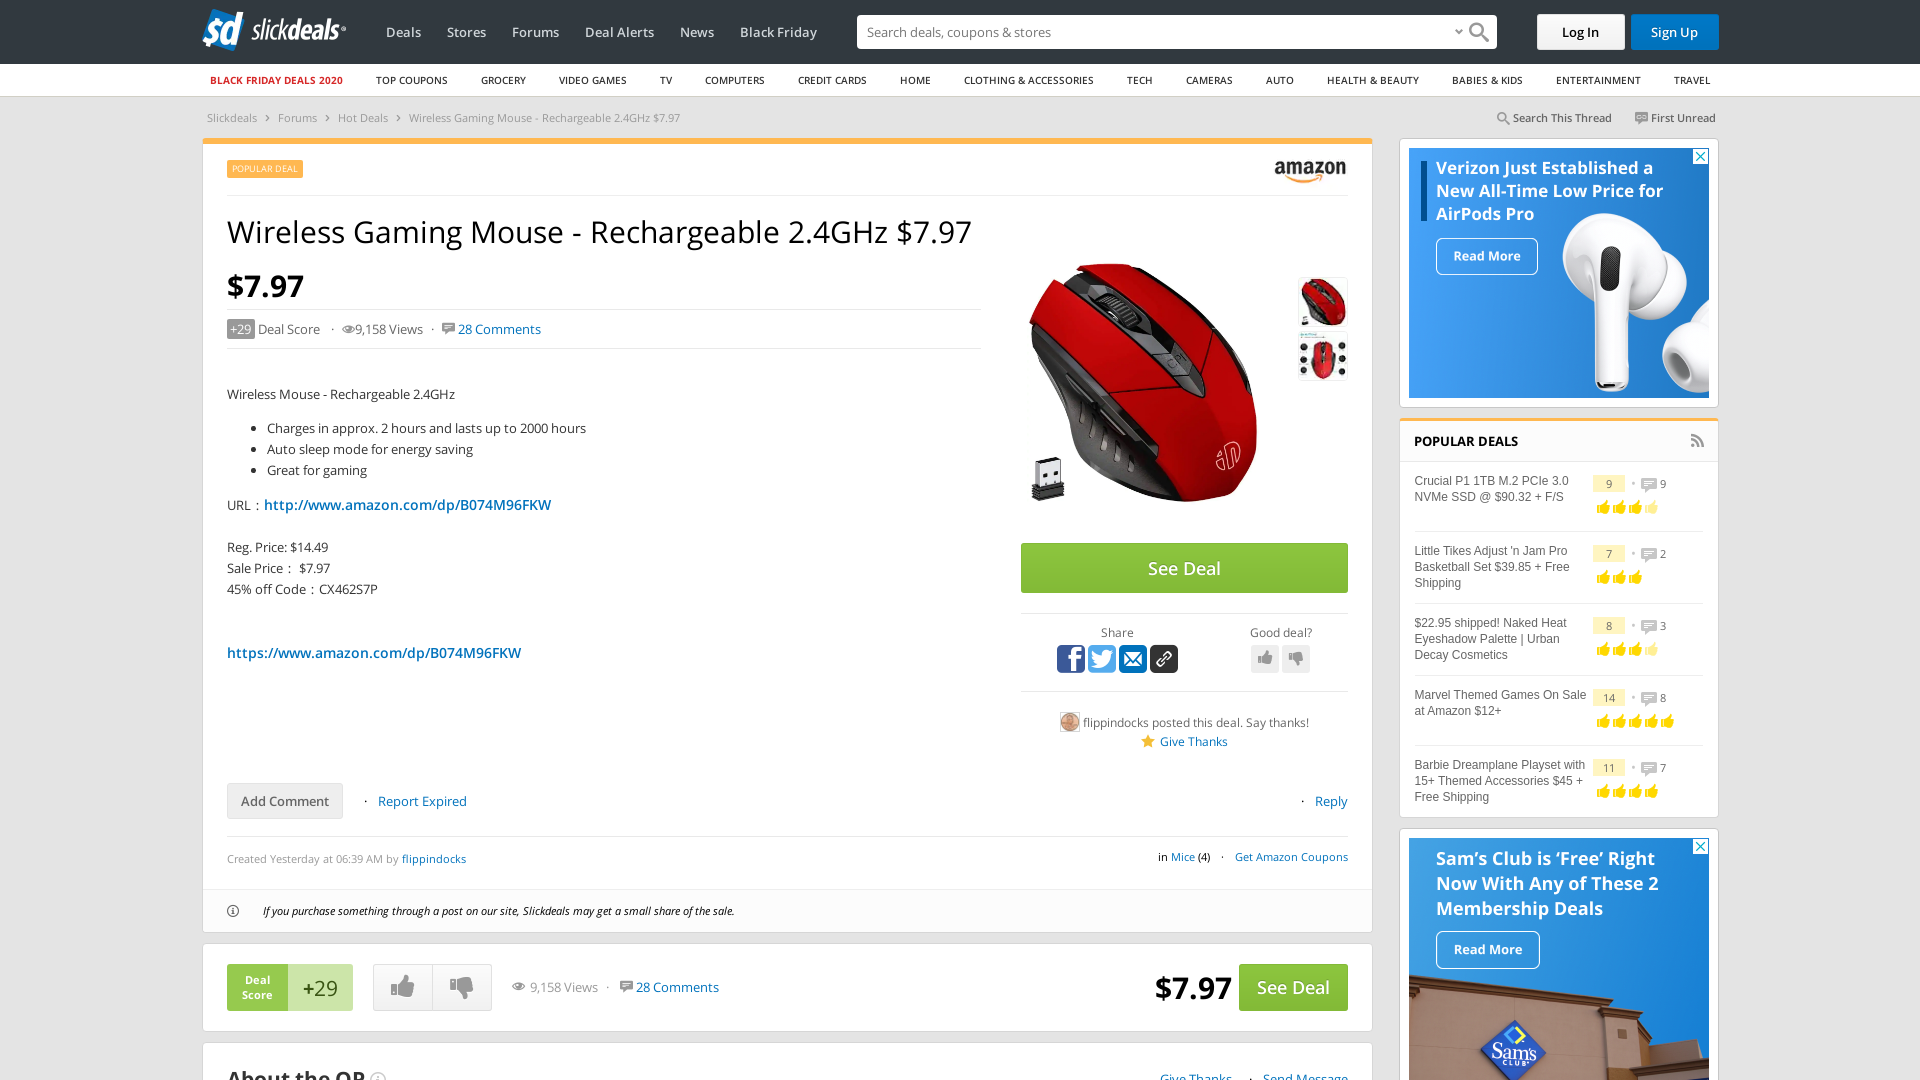 sd slickdeals
Deals Stores Forums Deal Alerts News Black Friday
Search deals, coupons & stores
Log In
Sign Up
BLACK FRIDAY DEALS 2020 TOP COUPONS GROCERY VIDEO GAMES TV COMPUTERS CREDIT CARDS HOME CLOTHING & ACCESSORIES TECH CAMERAS AUTO HEALTH & BEAUTY BABIES & KIDS ENTERTAINMENT TRAVEL
Slickdeals > Forums > Hot Deals > Wireless Gaming Mouse - Rechargeable 2.4GHz $7.97
Search This Thread First Unread
POPULAR DEAL
amazon
Wireless Gaming Mouse - Rechargeable 2.4GHz $7.97
$7.97
+29 Deal Score · 9,158 Views · 28 Comments
Wireless Mouse - Rechargeable 2.4GHz
Charges in approx. 2 hours and lasts up to 2000 hours
Auto sleep mode for energy saving
Great for gaming
URL：http://www.amazon.com/dp/B074M96FKW
Reg. Price: $14.49
Sale Price： $7.97
45% off Code：CX462S7P
https://www.amazon.com/dp/B074M96FKW
See Deal
Share
Good deal?
flippindocks posted this deal. Say thanks!
Give Thanks
Add Comment · Report Expired
· Reply
Created Yesterday at 06:39 AM by flippindocks
in Mice (4) · Get Amazon Coupons
If you purchase something through a post on our site, Slickdeals may get a small share of the sale.
Deal
Score
+29
9,158 Views · 28 Comments
$7.97 See Deal
About the OP
Give Thanks · Send Message
Verizon Just Established a
New All-Time Low Price for
AirPods Pro
Read More
POPULAR DEALS
Crucial P1 1TB M.2 PCIe 3.0
NVMe SSD @ $90.32 + F/S
9 · 9
Little Tikes Adjust 'n Jam Pro
Basketball Set $39.85 + Free
Shipping
7 · 2
$22.95 shipped! Naked Heat
Eyeshadow Palette | Urban
Decay Cosmetics
8 · 3
Marvel Themed Games On Sale
at Amazon $12+
14 · 8
Barbie Dreamplane Playset with
15+ Themed Accessories $45 +
Free Shipping
11 · 7
Sam's Club is ‘Free’ Right
Now With Any of These 2
Membership Deals
Read More
Sam's
CLUB